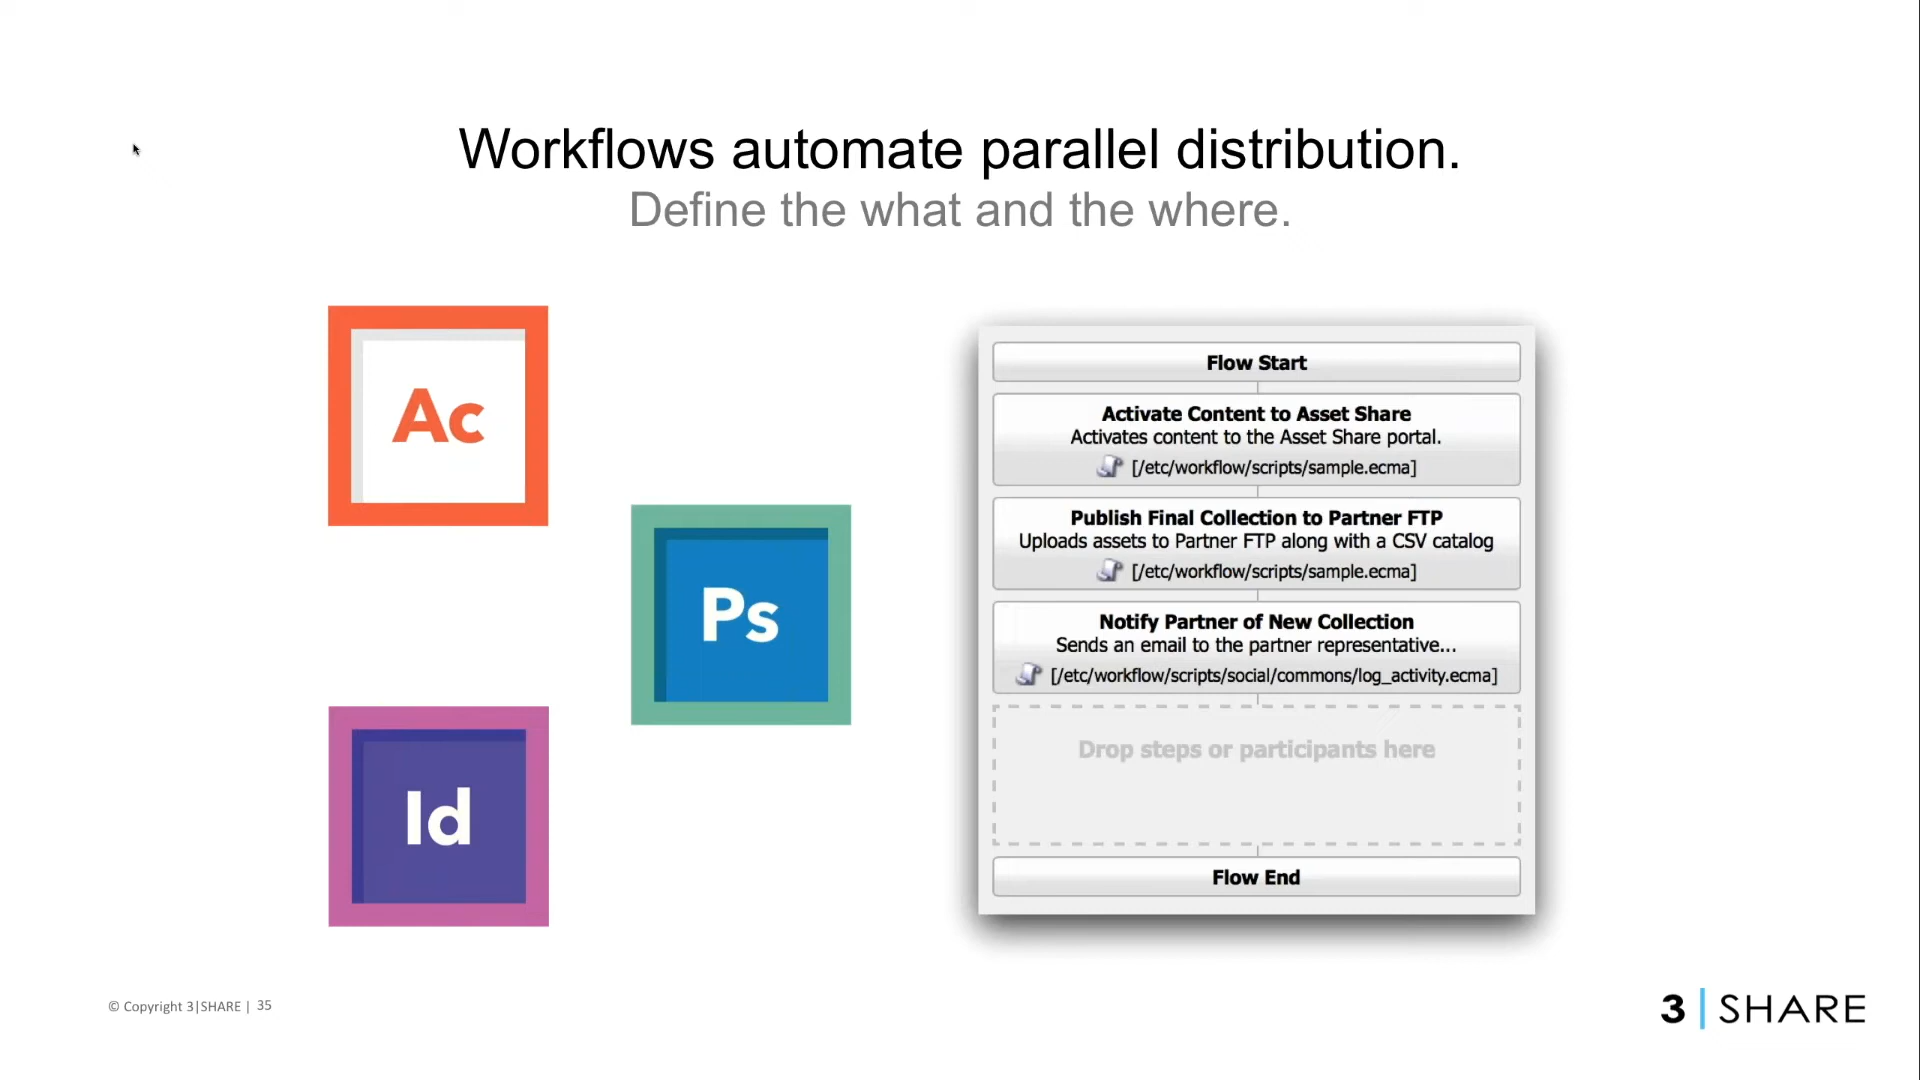 Workflows automate parallel distribution.
Define the what and the where.
Ac
Ps
Id
Flow Start
Activate Content to Asset Share
Activates content to the Asset Share portal.
[/etc/workflow/scripts/sample.ecma]
Publish Final Collection to Partner FTP
Uploads assets to Partner FTP along with a CSV catalog
[/etc/workflow/scripts/sample.ecma]
Notify Partner of New Collection
Sends an email to the partner representative...
[/etc/workflow/scripts/social/commons/log_activity.ecma]
Drop steps or participants here
Flow End
© Copyright 3|SHARE | 35
3 | SHARE